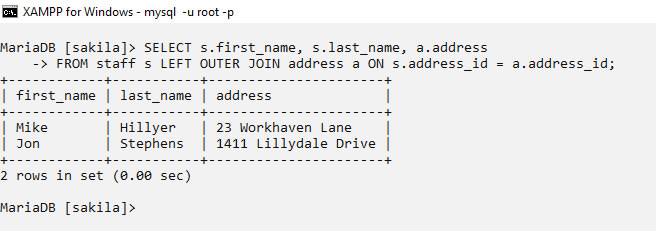 XAMPP for Windows - mysql  -u root -p
MariaDB [sakila]> SELECT s.first_name, s.last_name, a.address
    -> FROM staff s LEFT OUTER JOIN address a ON s.address_id = a.address_id;
+------------+-----------+----------------------+
| first_name | last_name | address              |
+------------+-----------+----------------------+
| Mike       | Hillyer   | 23 Workhaven Lane    |
| Jon        | Stephens  | 1411 Lillydale Drive |
+------------+-----------+----------------------+
2 rows in set (0.00 sec)
MariaDB [sakila]>